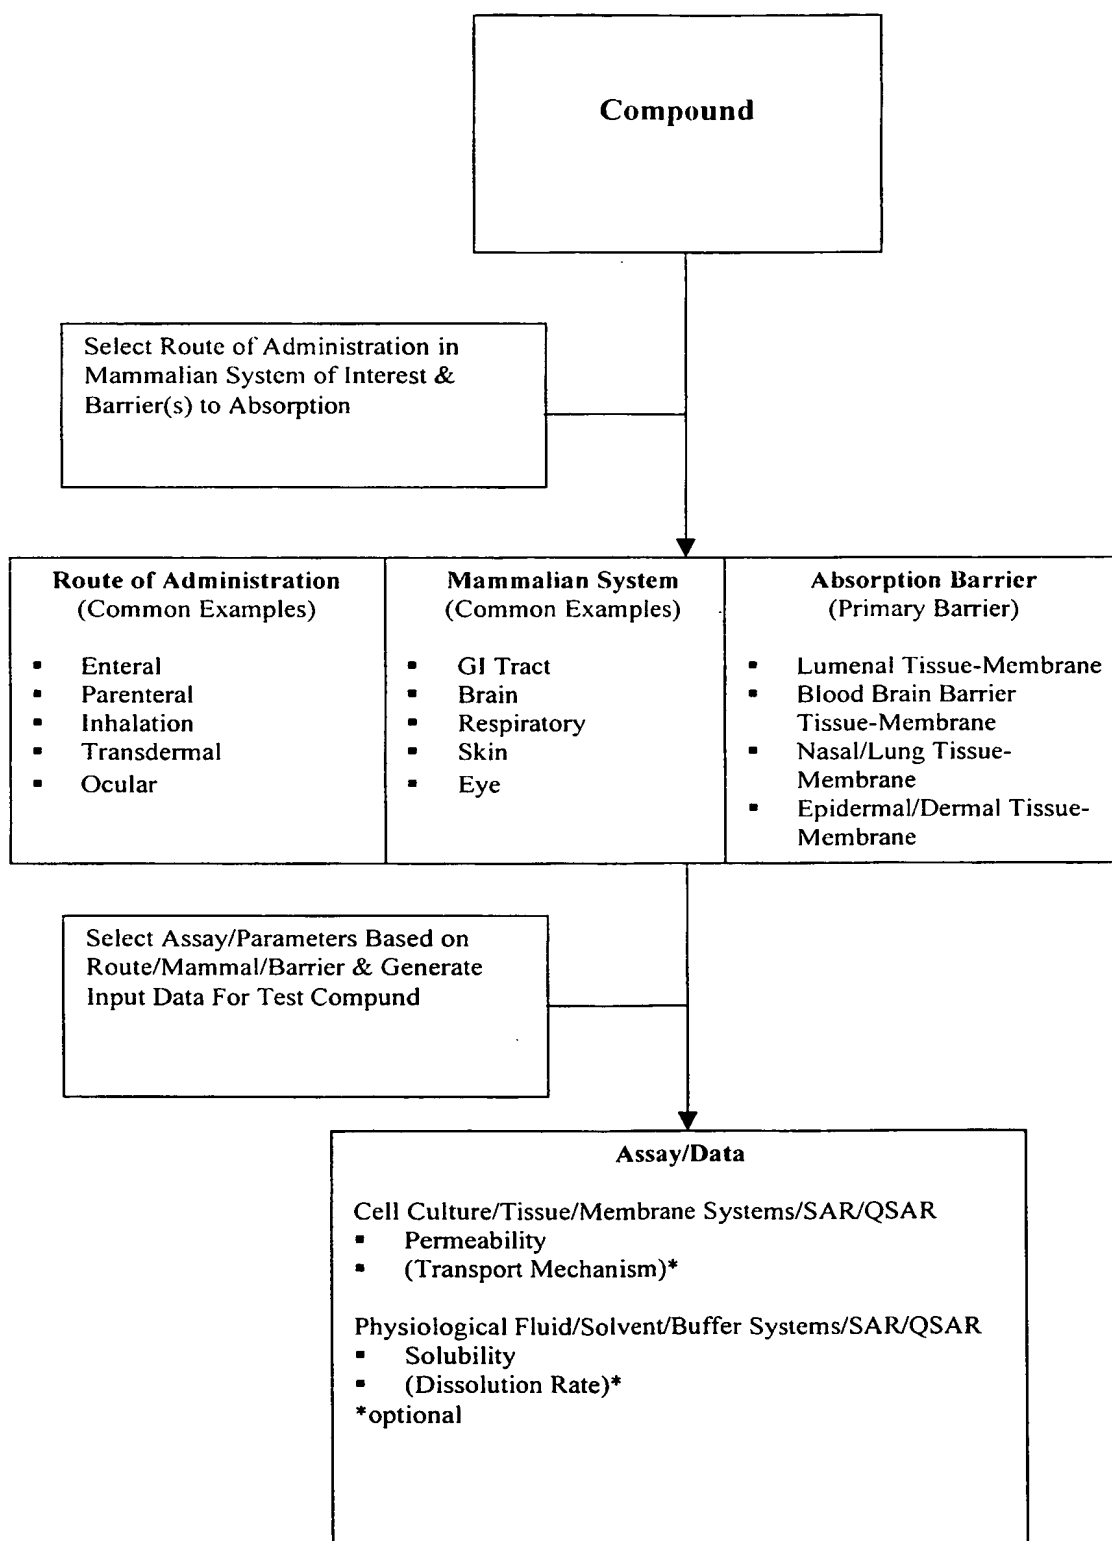 Compound
Select Route of Administration in
Mammalian System of Interest &
Barrier(s) to Absorption
Route of Administration
(Common Examples)
▪ Enteral
▪ Parenteral
▪ Inhalation
▪ Transdermal
▪ Ocular
Mammalian System
(Common Examples)
▪ GI Tract
▪ Brain
▪ Respiratory
▪ Skin
▪ Eye
Absorption Barrier
(Primary Barrier)
▪ Lumenal Tissue-Membrane
▪ Blood Brain Barrier
Tissue-Membrane
▪ Nasal/Lung Tissue-
Membrane
▪ Epidermal/Dermal Tissue-
Membrane
Select Assay/Parameters Based on
Route/Mammal/Barrier & Generate
Input Data For Test Compund
Assay/Data
Cell Culture/Tissue/Membrane Systems/SAR/QSAR
▪ Permeability
▪ (Transport Mechanism)*
Physiological Fluid/Solvent/Buffer Systems/SAR/QSAR
▪ Solubility
▪ (Dissolution Rate)*
*optional